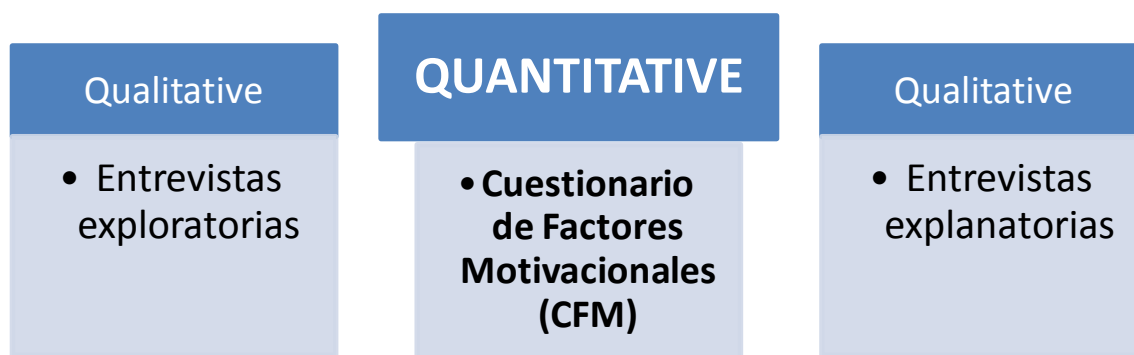 Qualitative
• Entrevistas
exploratorias
QUANTITATIVE
• Cuestionario
de Factores
Motivacionales
(CFM)
Qualitative
• Entrevistas
explanatorias